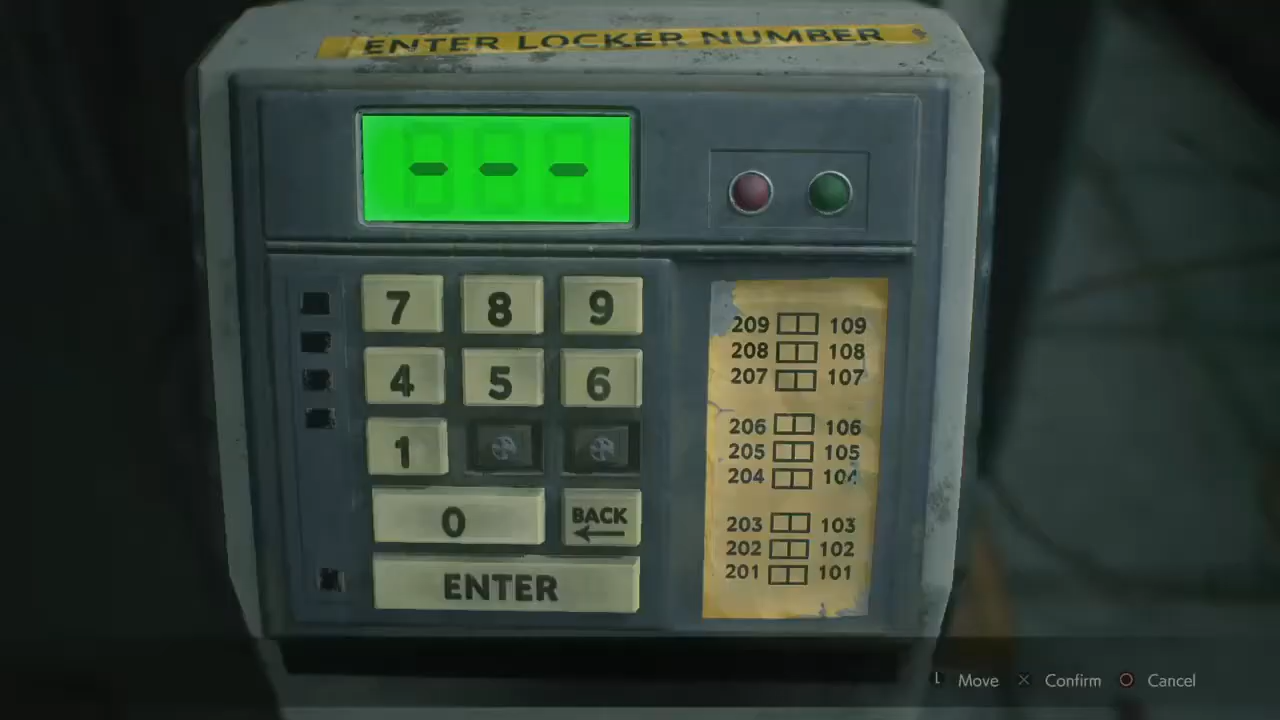 ENTER LOCKER NUMBER
- - -
7 8 9
4 5 6
1
0 BACK
ENTER
209 109
208 108
207 107
206 106
205 105
204 104
203 103
202 102
201 101
L Move × Confirm O Cancel